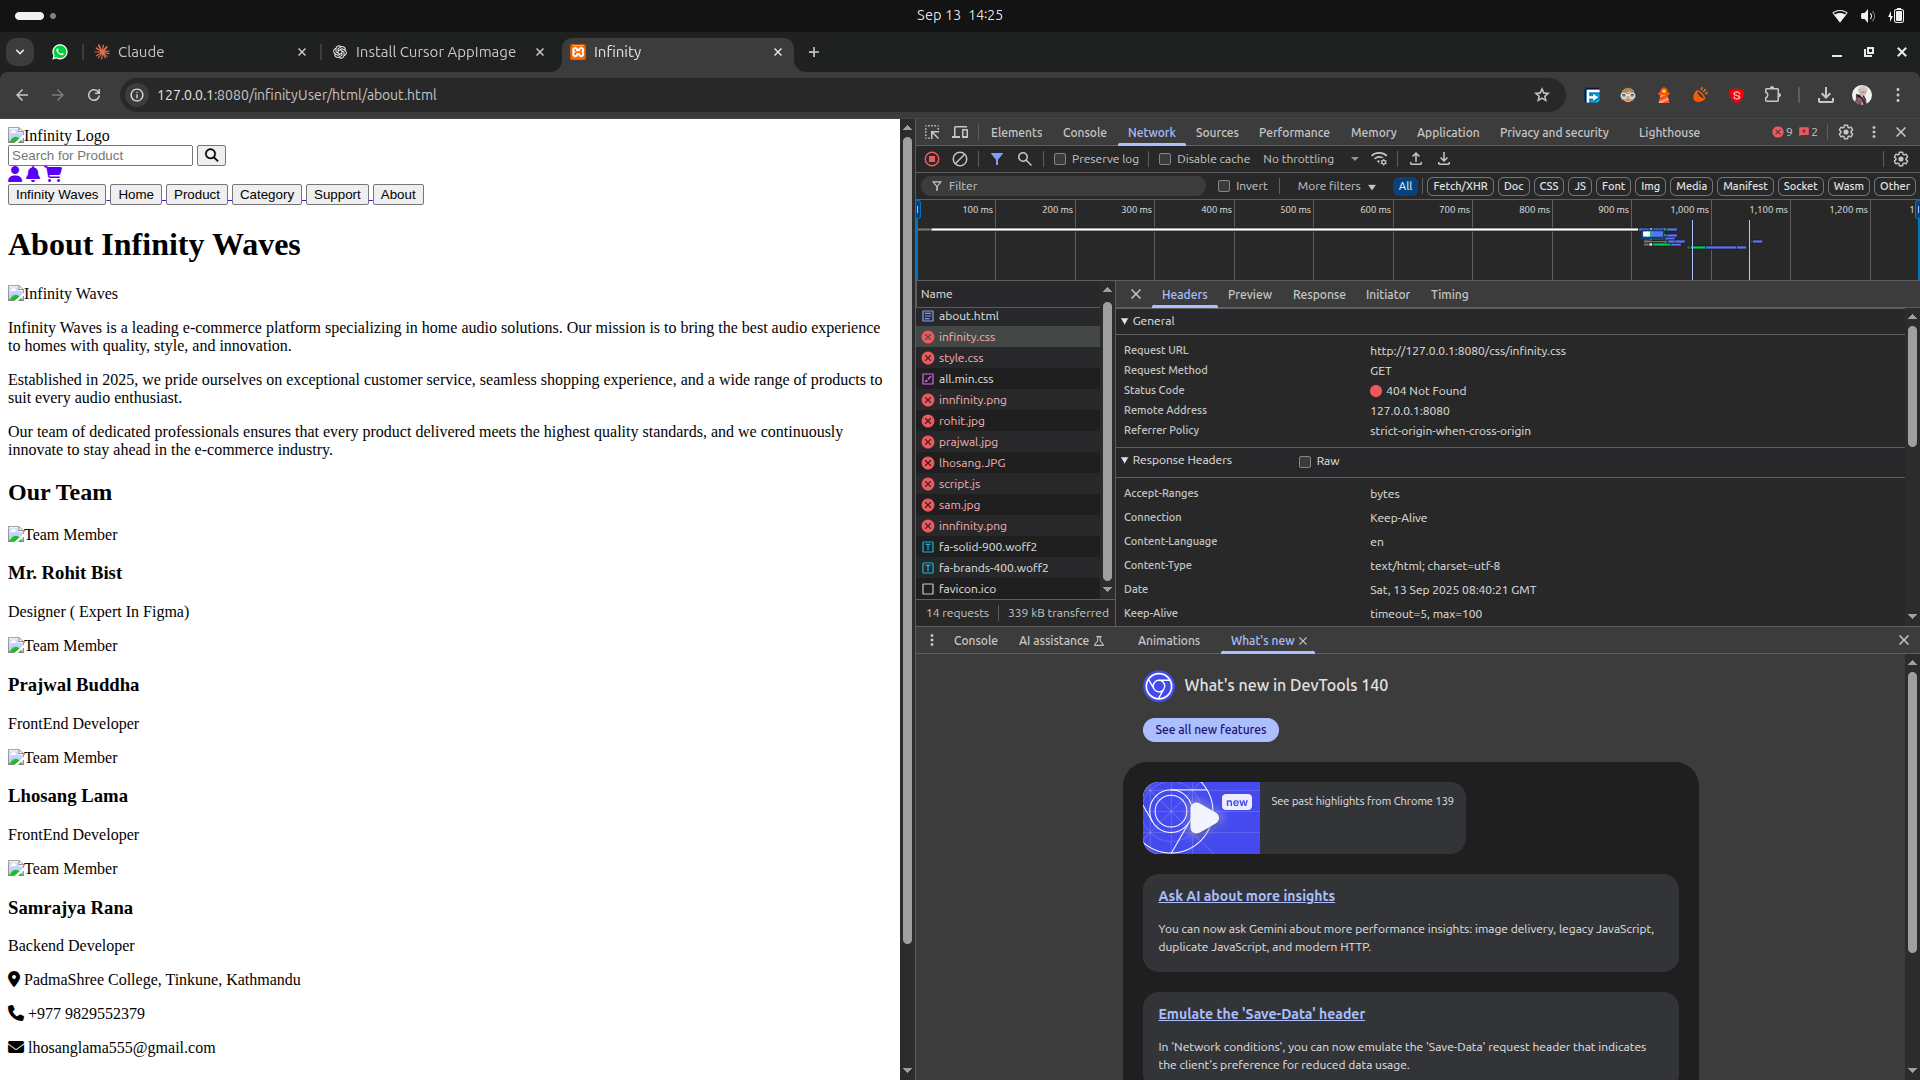 Sep 13 14:25
Claude
Install Cursor AppImage
Infinity
127.0.0.1:8080/infinityUser/html/about.html
Infinity Logo
Search for Product
Infinity Waves Home Product Category Support About
About Infinity Waves
Infinity Waves
Infinity Waves is a leading e-commerce platform specializing in home audio solutions. Our mission is to bring the best audio experience
to homes with quality, style, and innovation.
Established in 2025, we pride ourselves on exceptional customer service, seamless shopping experience, and a wide range of products to
suit every audio enthusiast.
Our team of dedicated professionals ensures that every product delivered meets the highest quality standards, and we continuously
innovate to stay ahead in the e-commerce industry.
Our Team
Team Member
Mr. Rohit Bist
Designer ( Expert In Figma)
Team Member
Prajwal Buddha
FrontEnd Developer
Team Member
Lhosang Lama
FrontEnd Developer
Team Member
Samrajya Rana
Backend Developer
PadmaShree College, Tinkune, Kathmandu
+977 9829552379
lhosanglama555@gmail.com
Elements Console Network Sources Performance Memory Application Privacy and security Lighthouse 9 2
Preserve log Disable cache No throttling
Filter Invert More filters All Fetch/XHR Doc CSS JS Font Img Media Manifest Socket Wasm Other
100 ms 200 ms 300 ms 400 ms 500 ms 600 ms 700 ms 800 ms 900 ms 1,000 ms 1,100 ms 1,200 ms 1
Name
about.html
infinity.css
style.css
all.min.css
innfinity.png
rohit.jpg
prajwal.jpg
lhosang.JPG
script.js
sam.jpg
innfinity.png
fa-solid-900.woff2
fa-brands-400.woff2
favicon.ico
14 requests 339 kB transferred
Headers Preview Response Initiator Timing
General
Request URL http://127.0.0.1:8080/css/infinity.css
Request Method GET
Status Code 404 Not Found
Remote Address 127.0.0.1:8080
Referrer Policy strict-origin-when-cross-origin
Response Headers Raw
Accept-Ranges bytes
Connection Keep-Alive
Content-Language en
Content-Type text/html; charset=utf-8
Date Sat, 13 Sep 2025 08:40:21 GMT
Keep-Alive timeout=5, max=100
Console AI assistance Animations What's new
What's new in DevTools 140
See all new features
new
See past highlights from Chrome 139
Ask AI about more insights
You can now ask Gemini about more performance insights: image delivery, legacy JavaScript,
duplicate JavaScript, and modern HTTP.
Emulate the 'Save-Data' header
In 'Network conditions', you can now emulate the 'Save-Data' request header that indicates
the client's preference for reduced data usage.